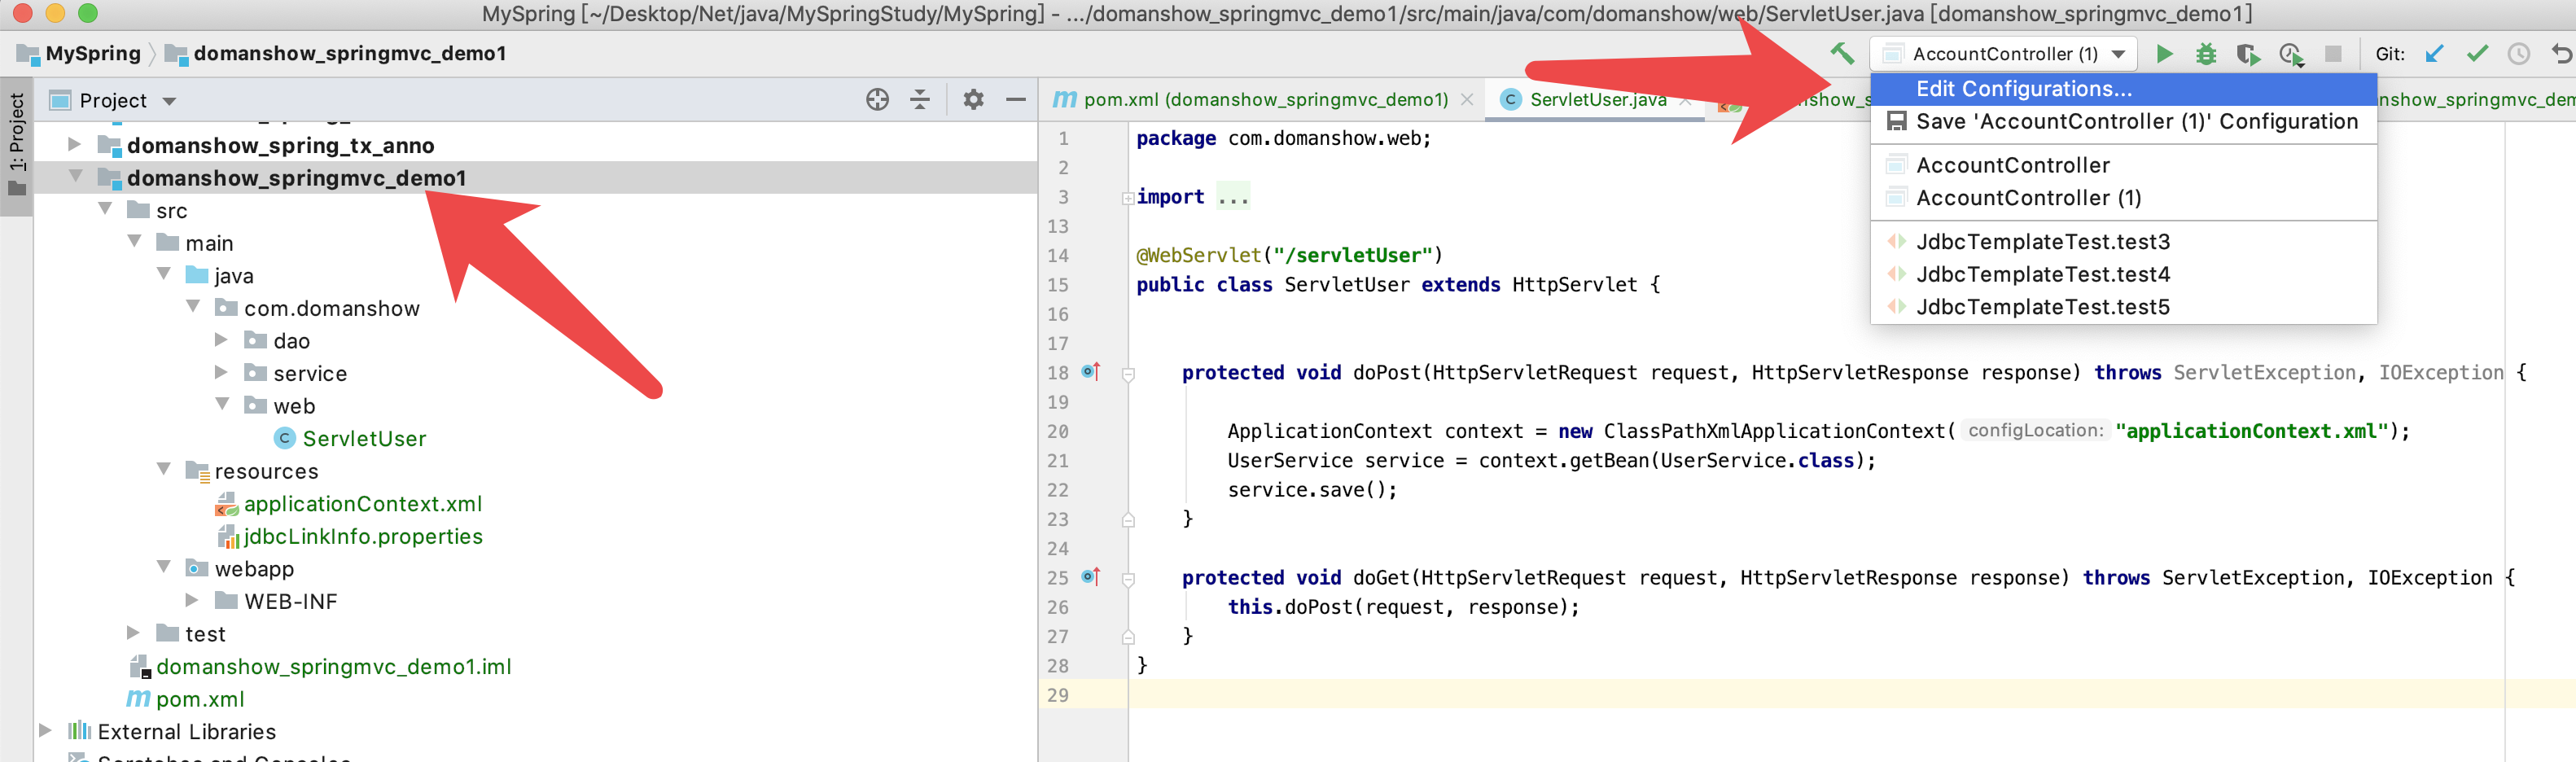 MySpring [~/Desktop/Net/java/MySpringStudy/MySpring] - .../domanshow_springmvc_demo1/src/main/java/com/domanshow/web/ServletUser.java [domanshow_springmvc_demo1]
MySpring domanshow_springmvc_demo1
AccountController (1)
Git:
1: Project
Project
domanshow_spring_tx_anno
domanshow_springmvc_demo1
src
main
java
com.domanshow
dao
service
web
C ServletUser
resources
applicationContext.xml
jdbcLinkInfo.properties
webapp
WEB-INF
test
domanshow_springmvc_demo1.iml
m pom.xml
External Libraries
m pom.xml (domanshow_springmvc_demo1)
C ServletUser.java
Edit Configurations...
Save 'AccountController (1)' Configuration
AccountController
AccountController (1)
JdbcTemplateTest.test3
JdbcTemplateTest.test4
JdbcTemplateTest.test5
1 package com.domanshow.web;
2
3 import ...
13
14 @WebServlet("/servletUser")
15 public class ServletUser extends HttpServlet {
16
17
18 protected void doPost(HttpServletRequest request, HttpServletResponse response) throws ServletException, IOException {
19
20 ApplicationContext context = new ClassPathXmlApplicationContext( configLocation: "applicationContext.xml");
21 UserService service = context.getBean(UserService.class);
22 service.save();
23 }
24
25 protected void doGet(HttpServletRequest request, HttpServletResponse response) throws ServletException, IOException {
26 this.doPost(request, response);
27 }
28 }
29